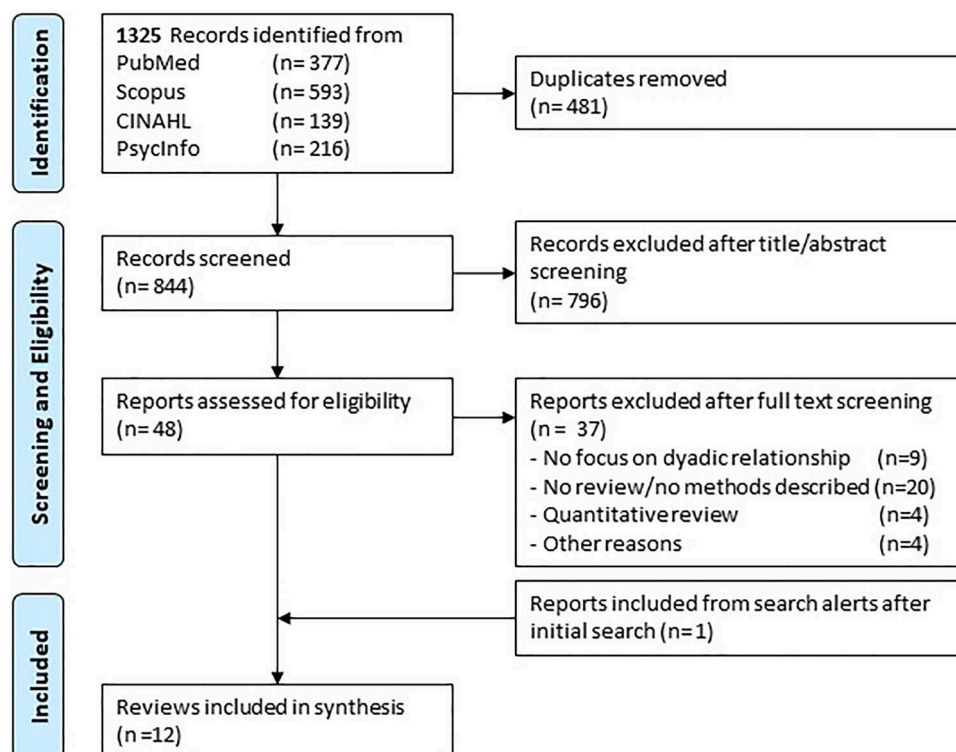 Identification
1325 Records identified from
PubMed (n= 377)
Scopus (n= 593)
CINAHL (n= 139)
PsycInfo (n= 216)
Duplicates removed
(n= 481)
Screening and Eligibility
Records screened
(n= 844)
Records excluded after title/abstract
screening
(n= 796)
Reports assessed for eligibility
(n= 48)
Reports excluded after full text screening
(n = 37)
- No focus on dyadic relationship (n=9)
- No review/no methods described (n=20)
- Quantitative review (n=4)
- Other reasons (n=4)
Included
Reports included from search alerts after
initial search (n= 1)
Reviews included in synthesis
(n =12)